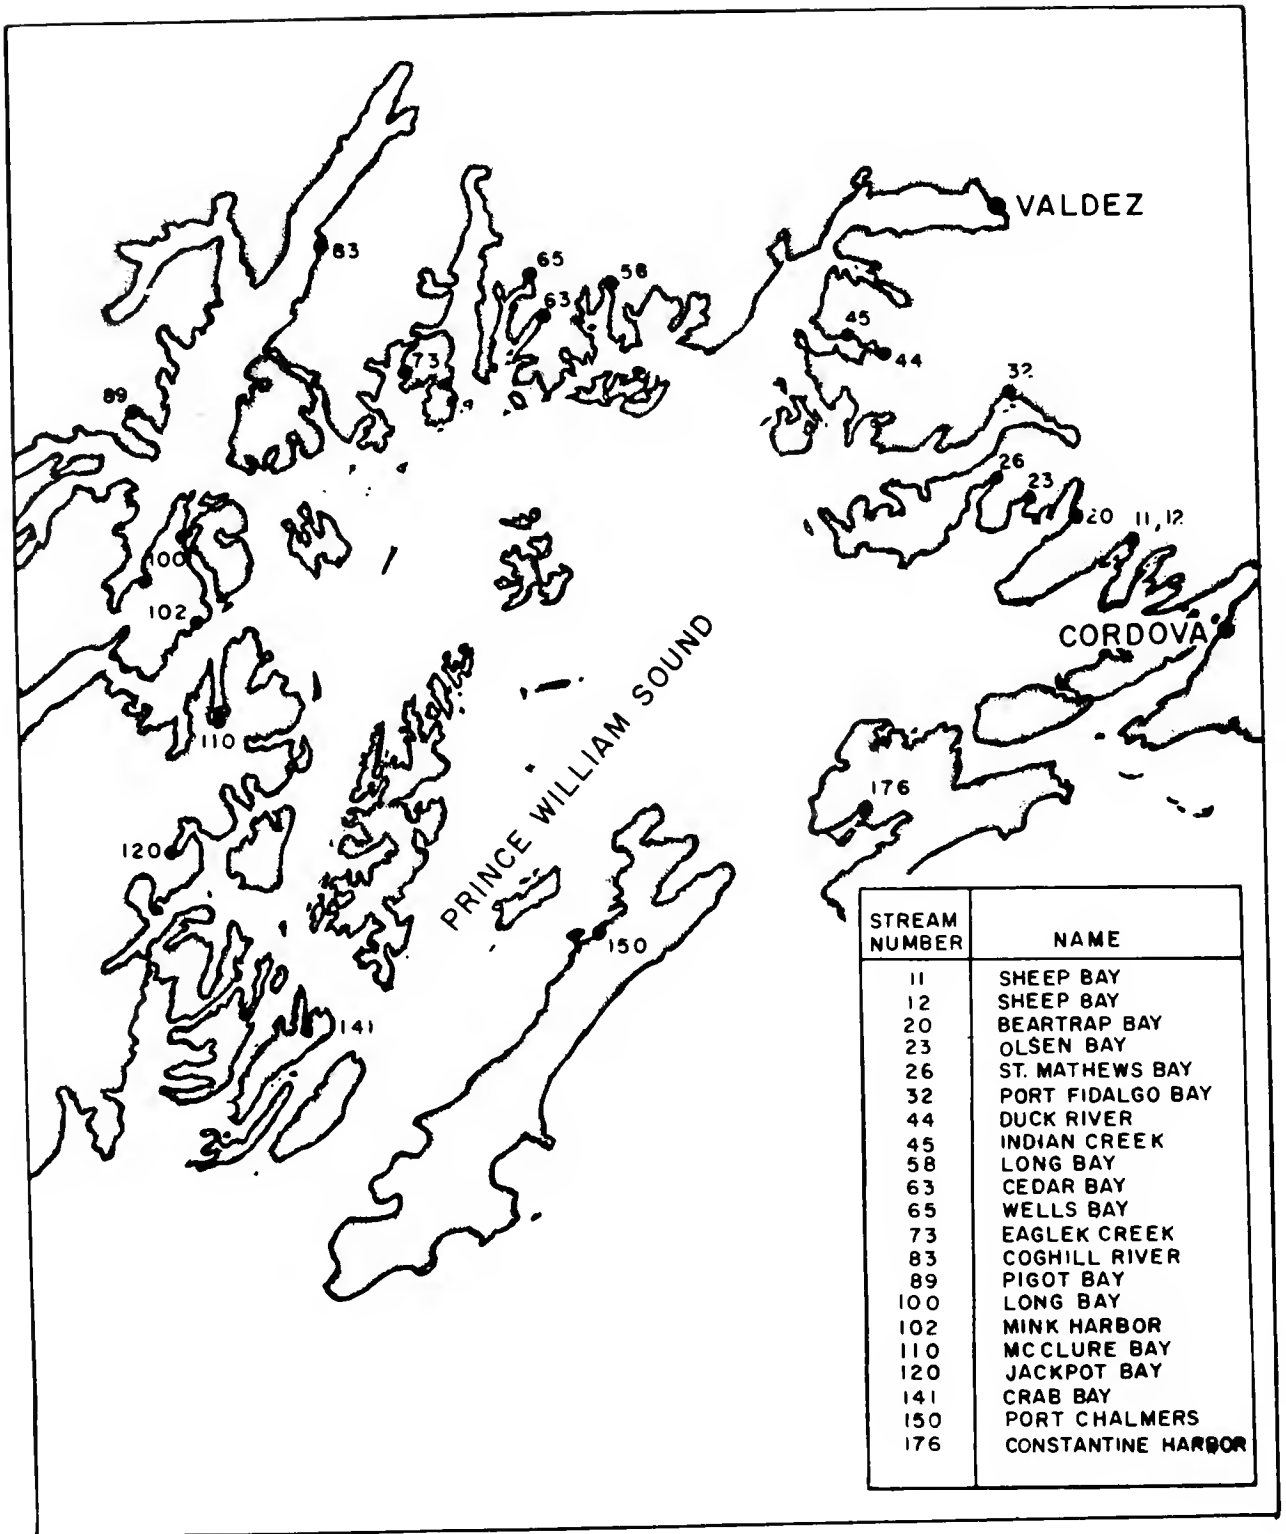 VALDEZ
83
65
58
63
45
44
73
32
89
26
23
20
11,12
100
102
CORDOVA
PRINCE WILLIAM SOUND
110
176
120
150
141
STREAM NUMBER NAME
11 SHEEP BAY
12 SHEEP BAY
20 BEARTRAP BAY
23 OLSEN BAY
26 ST. MATHEWS BAY
32 PORT FIDALGO BAY
44 DUCK RIVER
45 INDIAN CREEK
58 LONG BAY
63 CEDAR BAY
65 WELLS BAY
73 EAGLEK CREEK
83 COGHILL RIVER
89 PIGOT BAY
100 LONG BAY
102 MINK HARBOR
110 MCCLURE BAY
120 JACKPOT BAY
141 CRAB BAY
150 PORT CHALMERS
176 CONSTANTINE HARBOR